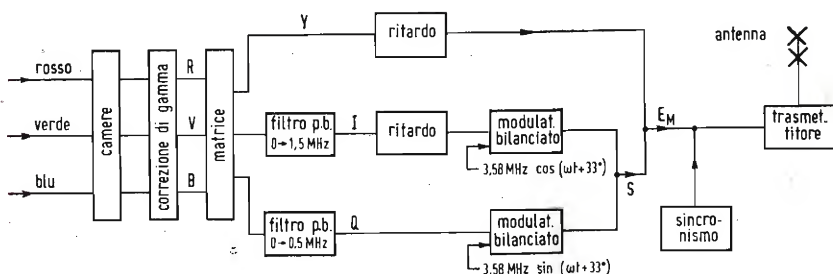 rosso
verde
blu
camere
correzione di gamma
R
V
B
matrice
Y
ritardo
filtro p.b.
0→1,5 MHz
I
ritardo
modulat.
bilanciato
3,58 MHz cos (ωt+33°)
filtro p.b.
0→0,5 MHz
Q
modulat.
bilanciato
3,58 MHz sin (ωt+33°)
S
E_M
sincro-
nismo
antenna
trasmet-
titore